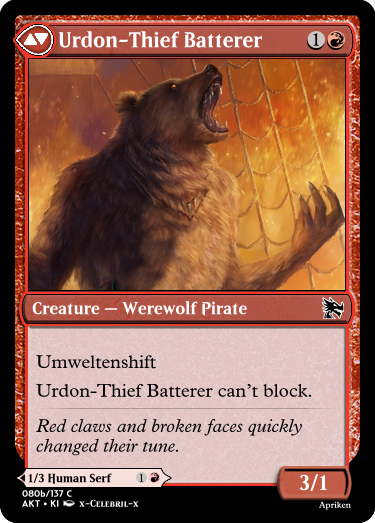 Urdon-Thief Batterer 1
Creature — Werewolf Pirate
Umweltenshift
Urdon-Thief Batterer can't block.
Red claws and broken faces quickly
changed their tune.
1/3 Human Serf 1
3/1
080b/137 C
AKT • KI x-Celebril-x
Apriken